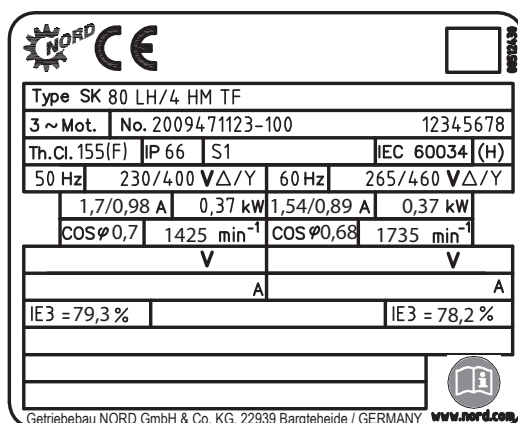 NORD CE
00512430
Type SK 80 LH/4 HM TF
3 ~ Mot. No. 2009471123-100 12345678
Th.Cl. 155(F) IP 66 S1 IEC 60034 (H)
50 Hz 230/400 V△/Y 60 Hz 265/460 V△/Y
1,7/0,98 A 0,37 kW 1,54/0,89 A 0,37 kW
COSφ 0,7 1425 min⁻¹ COSφ 0,68 1735 min⁻¹
V V
A A
IE3 = 79,3 % IE3 = 78,2 %
i
Getriebebau NORD GmbH & Co. KG, 22939 Bargteheide / GERMANY www.nord.com